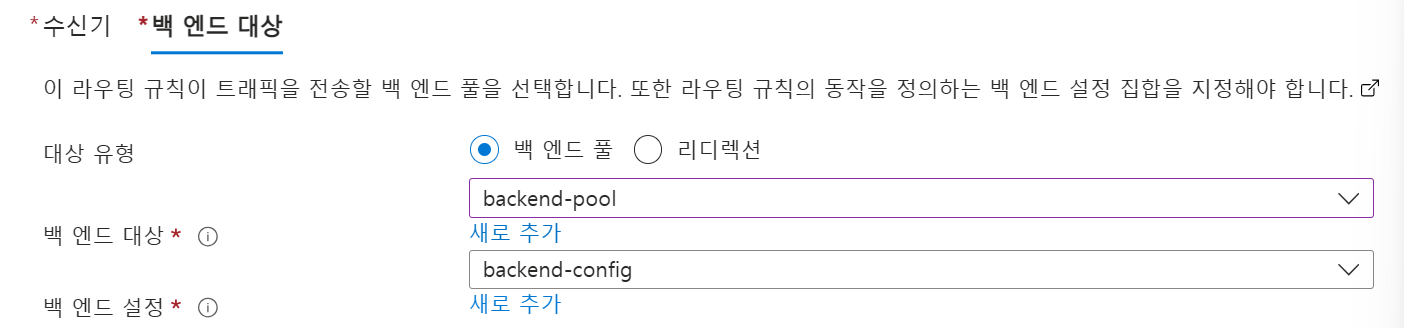 *수신기 *백 엔드 대상
이 라우팅 규칙이 트래픽을 전송할 백 엔드 풀을 선택합니다. 또한 라우팅 규칙의 동작을 정의하는 백 엔드 설정 집합을 지정해야 합니다.
대상 유형 백 엔드 풀 리디렉션
backend-pool
백 엔드 대상 *
새로 추가
backend-config
백 엔드 설정 *
새로 추가